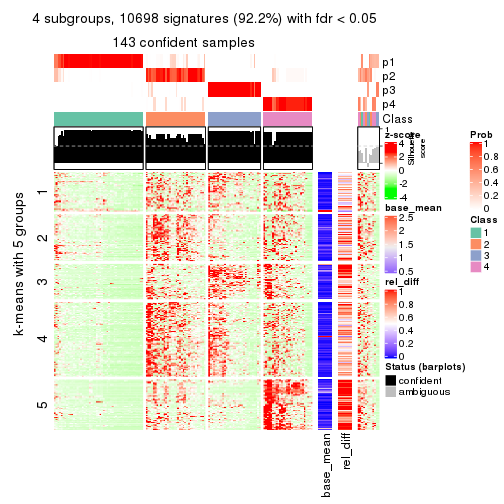 4 subgroups, 10698 signatures (92.2%) with fdr < 0.05
143 confident samples
p1
p2
p3
p4
Class
1
Silhouette
score
k-means with 5 groups
1
2
3
4
5
base_mean
rel_diff
z-score
4
2
0
-2
-4
base_mean
2.5
2
1.5
1
0.5
rel_diff
1
0.8
0.6
0.4
0.2
0
Status (barplots)
confident
ambiguous
Prob
1
0.8
0.6
0.4
0.2
0
Class
1
2
3
4